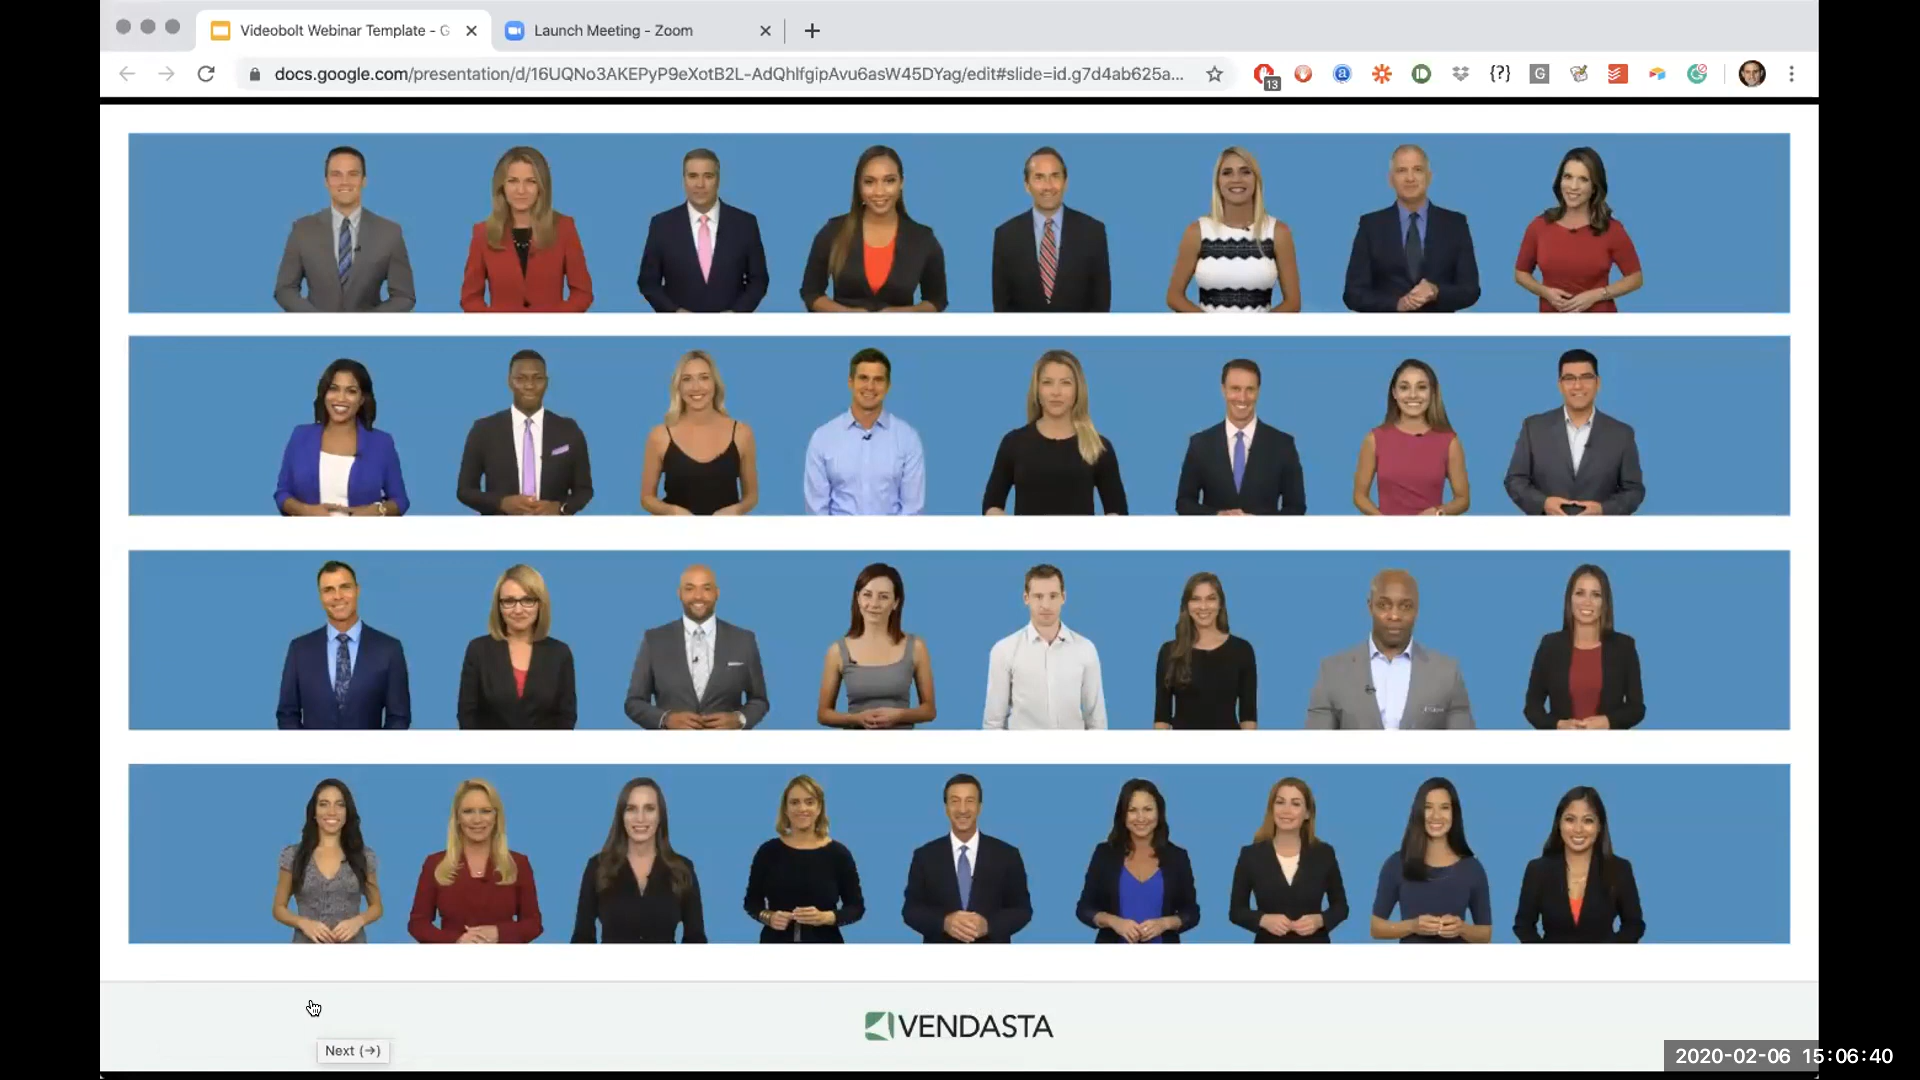 Videobolt Webinar Template - G
Launch Meeting - Zoom
docs.google.com/presentation/d/16UQNo3AKEPyP9eXotB2L-AdQhlfgipAvu6asW45DYag/edit#slide=id.g7d4ab625a...
13
a
{?}
G
VENDASTA
Next (→)
2020-02-06 15:06:40